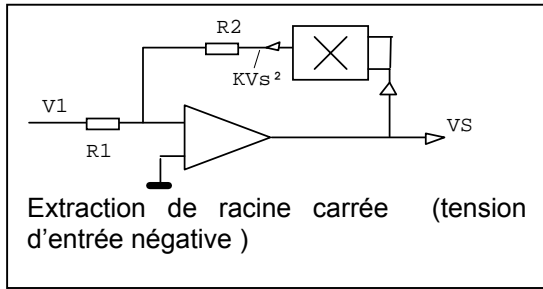 R2
KVs²
V1
VS
R1
Extraction de racine carrée (tension
d'entrée négative )